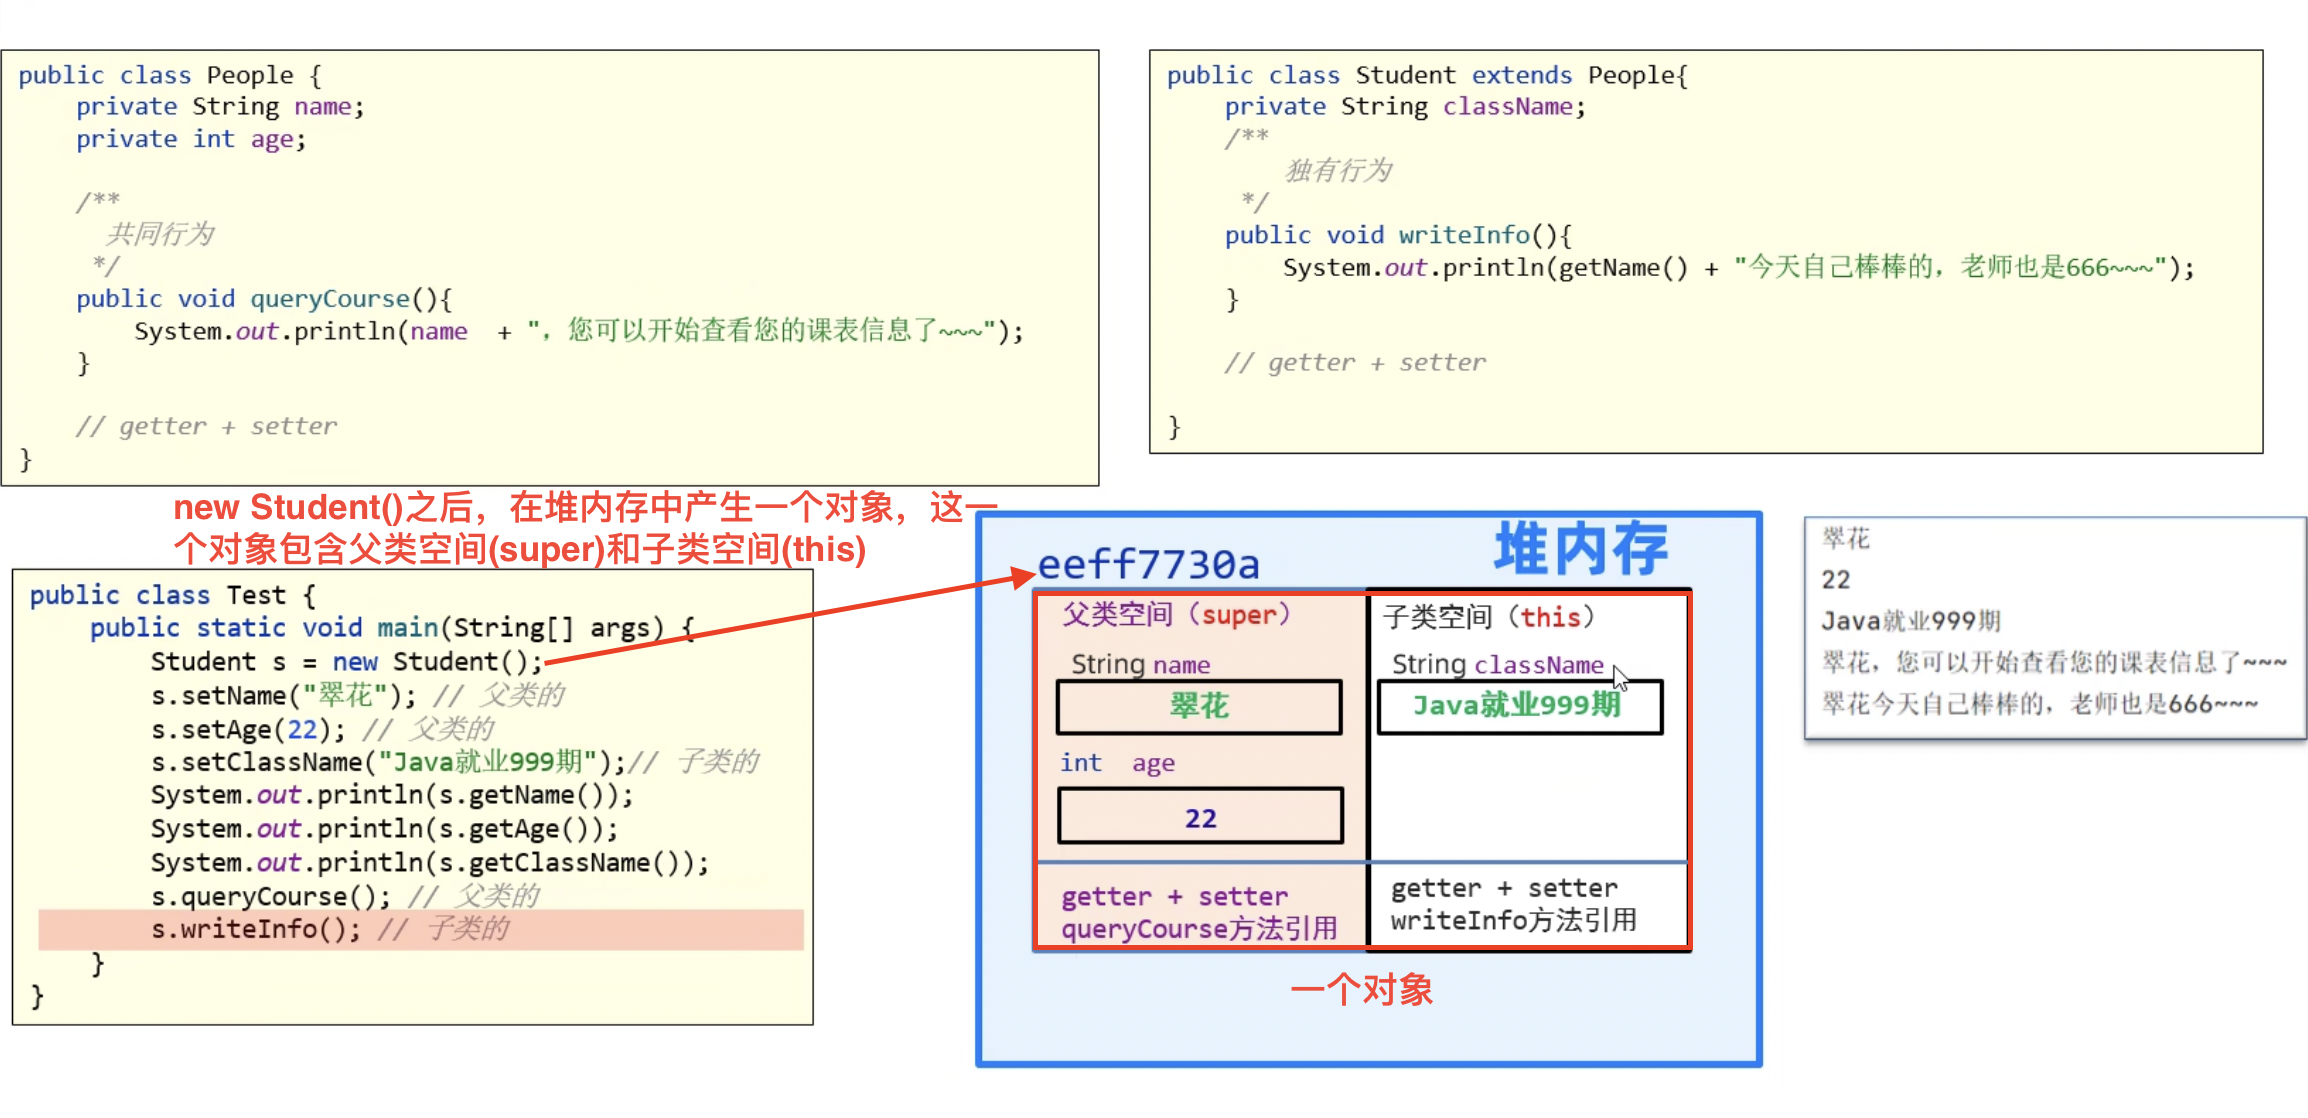 public class People {
    private String name;
    private int age;
    /**
      共同行为
     */
    public void queryCourse(){
        System.out.println(name  + ", 您可以开始查看您的课表信息了~~~");
    }
    // getter + setter
}
public class Student extends People{
    private String className;
    /**
        独有行为
     */
    public void writeInfo(){
        System.out.println(getName() + "今天自己棒棒的，老师也是666~~~");
    }
    // getter + setter
}
new Student()之后，在堆内存中产生一个对象，这一
个对象包含父类空间(super)和子类空间(this)
public class Test {
    public static void main(String[] args) {
        Student s = new Student();
        s.setName("翠花"); // 父类的
        s.setAge(22); // 父类的
        s.setClassName("Java就业999期");// 子类的
        System.out.println(s.getName());
        System.out.println(s.getAge());
        System.out.println(s.getClassName());
        s.queryCourse(); // 父类的
        s.writeInfo(); // 子类的
    }
}
堆内存
eeff7730a
父类空间（super）
String name
翠花
int  age
22
getter + setter
queryCourse方法引用
子类空间（this）
String className
Java就业999期
getter + setter
writeInfo方法引用
一个对象
翠花
22
Java就业999期
翠花，您可以开始查看您的课表信息了~~~
翠花今天自己棒棒的，老师也是666~~~